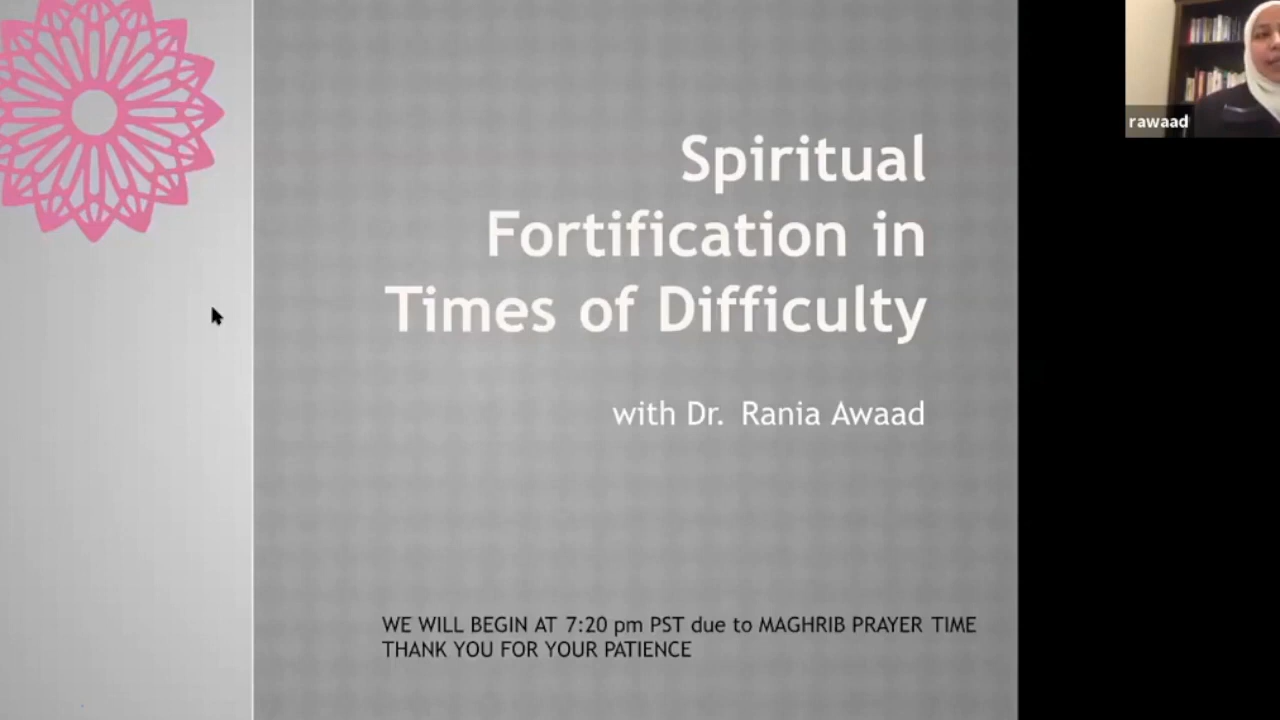 Spiritual
Fortification in
Times of Difficulty
with Dr. Rania Awaad
WE WILL BEGIN AT 7:20 pm PST due to MAGHRIB PRAYER TIME
THANK YOU FOR YOUR PATIENCE
rawaad